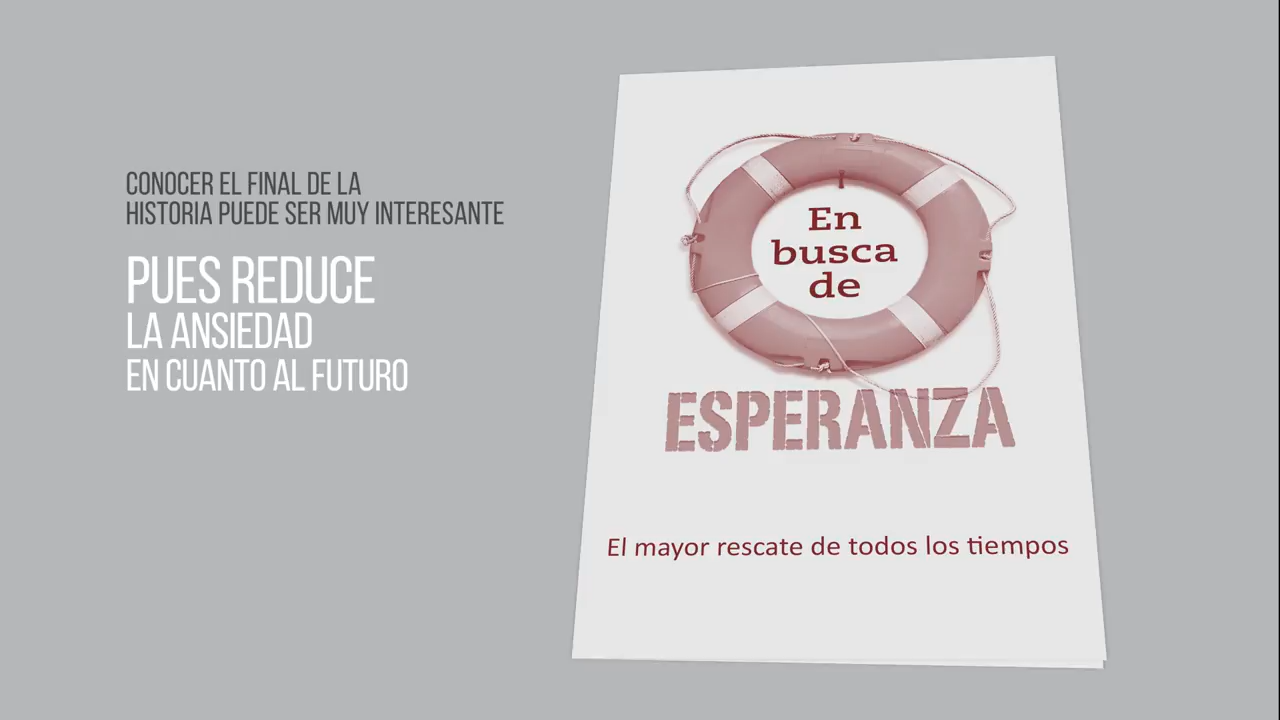 CONOCER EL FINAL DE LA
HISTORIA PUEDE SER MUY INTERESANTE
PUES REDUCE
LA ANSIEDAD
EN CUANTO AL FUTURO
En
busca
de
ESPERANZA
El mayor rescate de todos los tiempos